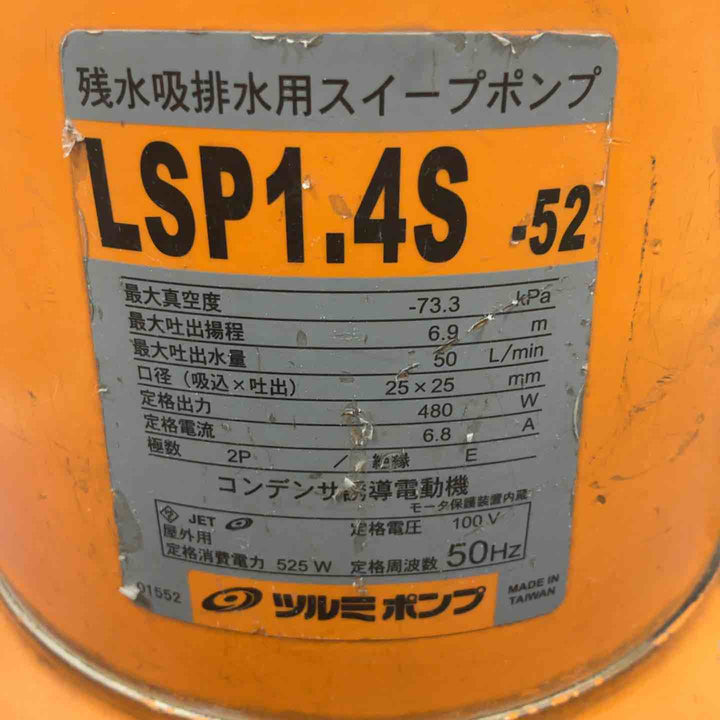 残水吸排水用スイープポンプ
LSP1.4S -52
最大真空度 -73.3 kPa
最大吐出揚程 6.9 m
最大吐出水量 50 L/min
口径（吸込×吐出） 25×25 mm
定格出力 480 W
定格電流 6.8 A
極数 2P / 絶縁 E
コンデンサ誘導電動機
モータ保護装置内蔵
JET 定格電圧 100 V
屋外用
定格消費電力 525 W 定格周波数 50Hz
01552 ツルミポンプ MADE IN
TAIWAN